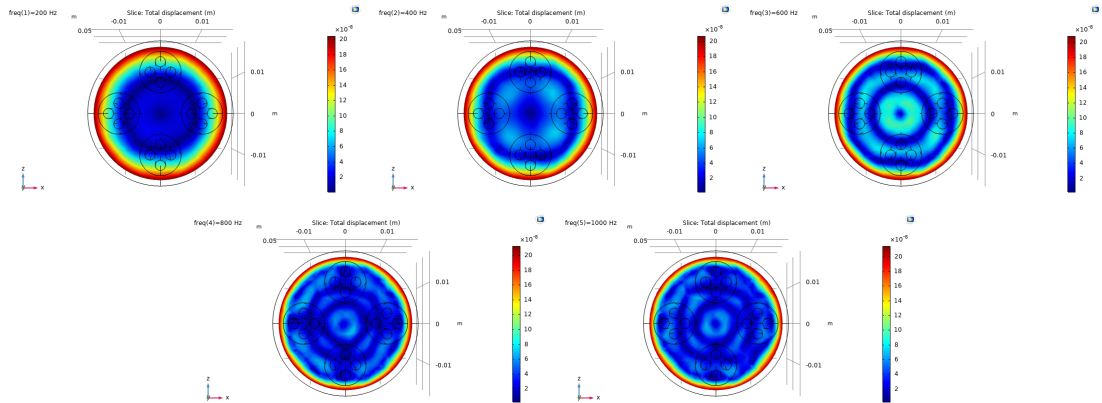 freq(1)=200 Hz
m
Slice: Total displacement (m)
-0.01 0 0.01
0.05
×10⁻⁸
20
18
16
14
12
10
8
6
4
2
0.01
0 m
-0.01
z
y x
freq(2)=400 Hz
m
Slice: Total displacement (m)
-0.01 0 0.01
0.05
×10⁻⁸
20
18
16
14
12
10
8
6
4
2
0.01
0 m
-0.01
z
y x
freq(3)=600 Hz
m
Slice: Total displacement (m)
-0.01 0 0.01
0.05
×10⁻⁸
20
18
16
14
12
10
8
6
4
2
0.01
0 m
-0.01
z
y x
freq(4)=800 Hz
m
Slice: Total displacement (m)
-0.01 0 0.01
0.05
×10⁻⁸
20
18
16
14
12
10
8
6
4
2
0.01
0 m
-0.01
z
y x
freq(5)=1000 Hz
m
Slice: Total displacement (m)
-0.01 0 0.01
0.05
×10⁻⁸
20
18
16
14
12
10
8
6
4
2
0.01
0 m
-0.01
z
y x